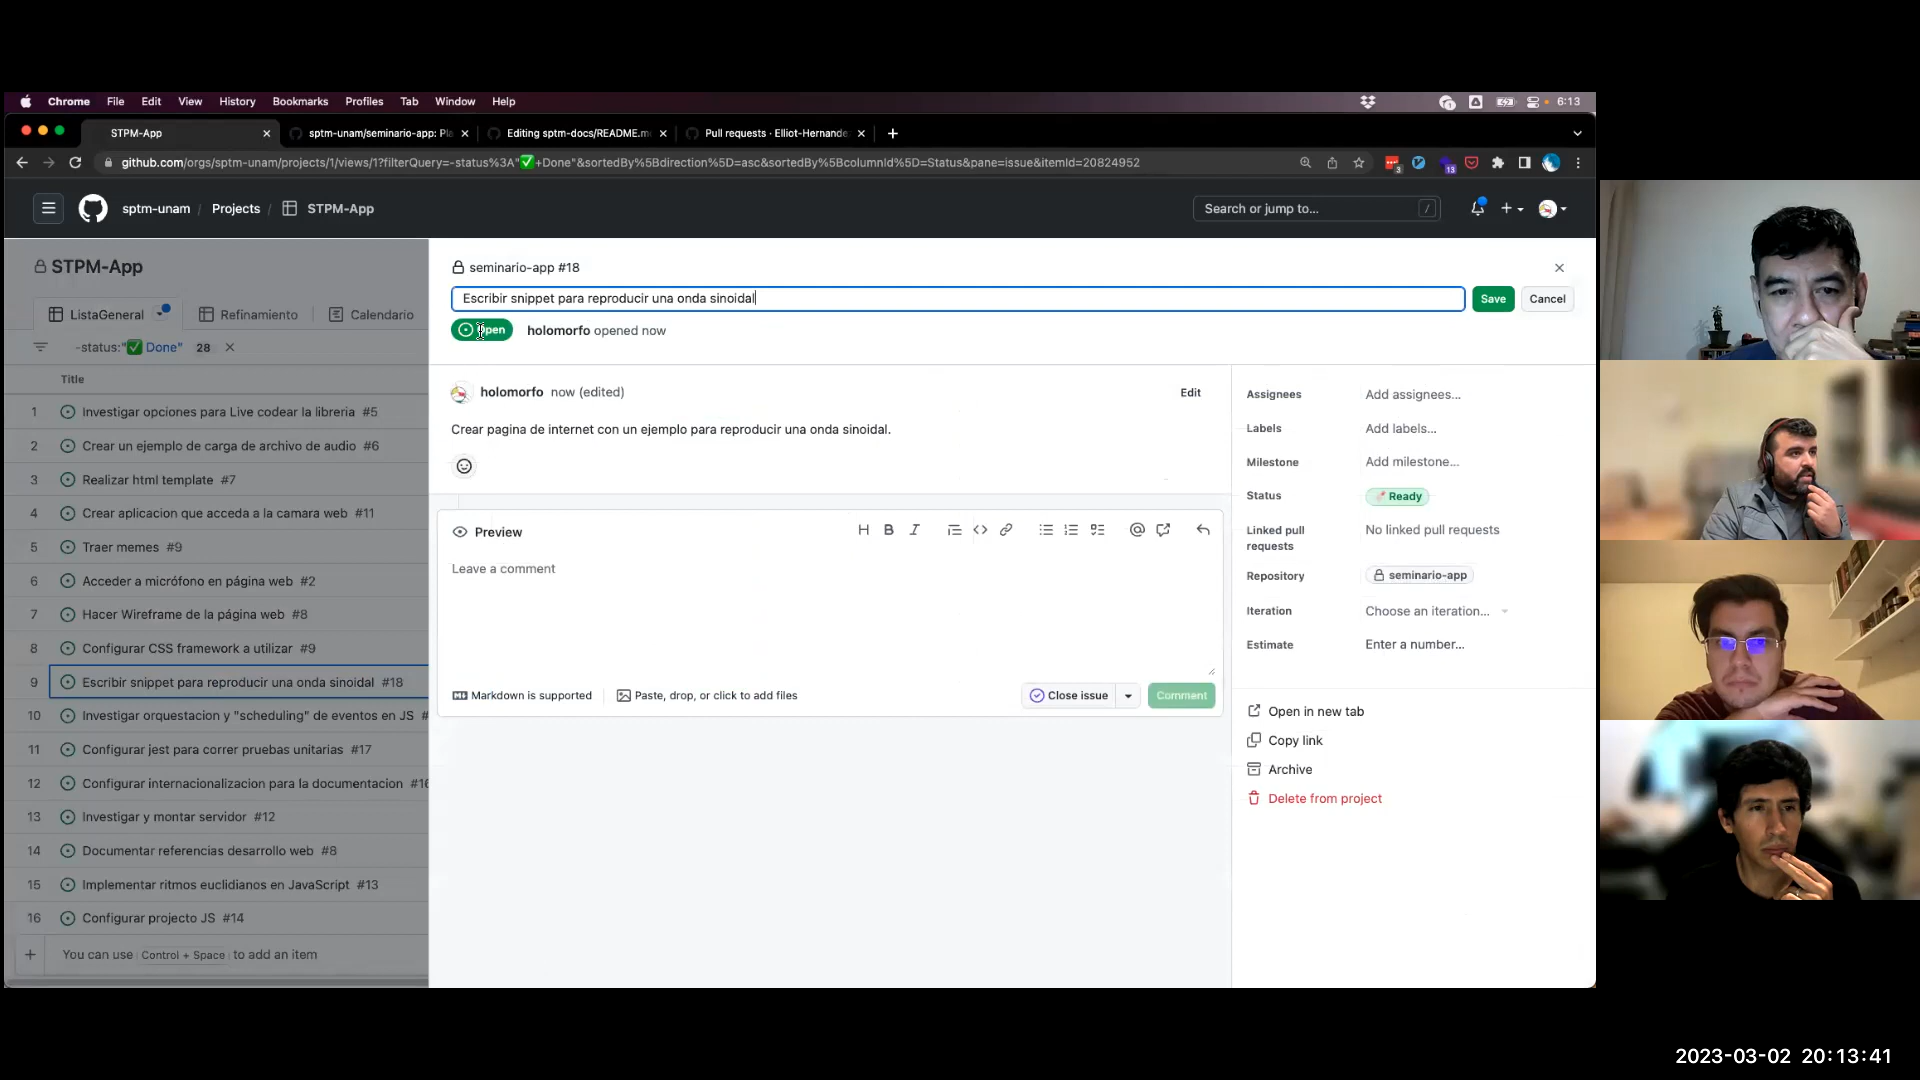 Chrome File Edit View History Bookmarks Profiles Tab Window Help 6:13
STPM-App
sptm-unam/seminario-app: Pla
Editing sptm-docs/README.m
Pull requests · Elliot-Hernande
github.com/orgs/sptm-unam/projects/1/views/1?filterQuery=-status%3A"✅+Done"&sortedBy%5Bdirection%5D=asc&sortedBy%5BcolumnId%5D=Status&pane=issue&itemId=20824952
3
13
sptm-unam / Projects / STPM-App
Search or jump to... /
STPM-App
ListaGeneral
Refinamiento
Calendario
-status:"✅ Done" 28
Title
1 Investigar opciones para Live codear la libreria #5
2 Crear un ejemplo de carga de archivo de audio #6
3 Realizar html template #7
4 Crear aplicacion que acceda a la camara web #11
5 Traer memes #9
6 Acceder a micrófono en página web #2
7 Hacer Wireframe de la página web #8
8 Configurar CSS framework a utilizar #9
9 Escribir snippet para reproducir una onda sinoidal #18
10 Investigar orquestacion y "scheduling" de eventos en JS #
11 Configurar jest para correr pruebas unitarias #17
12 Configurar internacionalizacion para la documentacion #16
13 Investigar y montar servidor #12
14 Documentar referencias desarrollo web #8
15 Implementar ritmos euclidianos en JavaScript #13
16 Configurar projecto JS #14
+ You can use Control + Space to add an item
seminario-app #18
Escribir snippet para reproducir una onda sinoidal
Save
Cancel
Open
holomorfo opened now
holomorfo now (edited)
Edit
Crear pagina de internet con un ejemplo para reproducir una onda sinoidal.
Preview
Leave a comment
Markdown is supported
Paste, drop, or click to add files
Close issue
Comment
Assignees Add assignees...
Labels Add labels...
Milestone Add milestone...
Status Ready
Linked pull requests No linked pull requests
Repository seminario-app
Iteration Choose an iteration...
Estimate Enter a number...
Open in new tab
Copy link
Archive
Delete from project
2023-03-02 20:13:41